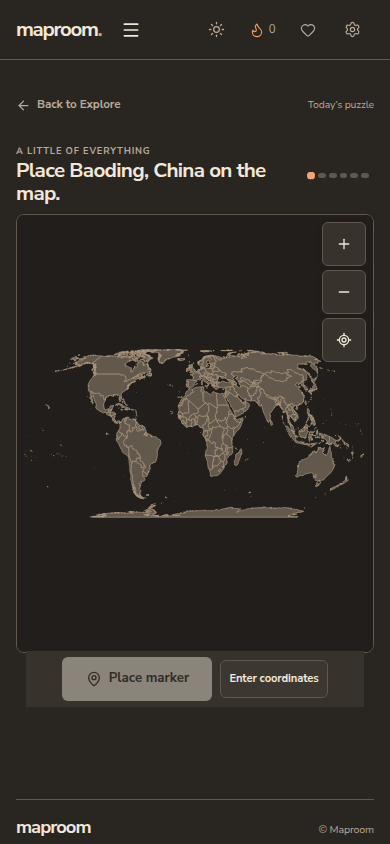 maproom.
0
Back to Explore
Today's puzzle
A LITTLE OF EVERYTHING
Place Baoding, China on the
map.
Place marker
Enter coordinates
maproom
© Maproom